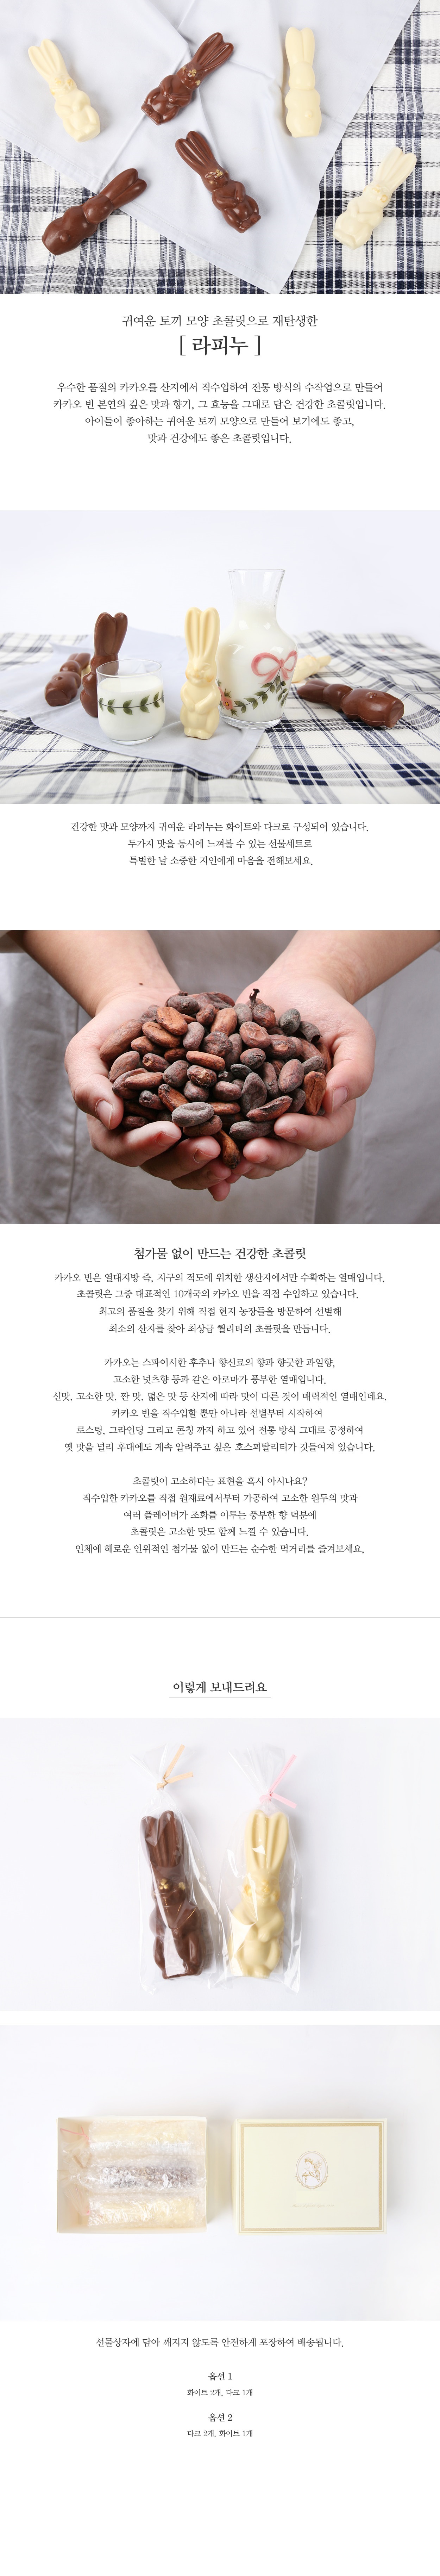 귀여운 토끼 모양 초콜릿으로 재탄생한
[ 라피누 ]
우수한 품질의 카카오를 산지에서 직수입하여 전통 방식의 수작업으로 만들어
카카오 빈 본연의 깊은 맛과 향기, 그 효능을 그대로 담은 건강한 초콜릿입니다.
아이들이 좋아하는 귀여운 토끼 모양으로 만들어 보기에도 좋고,
맛과 건강에도 좋은 초콜릿입니다.
건강한 맛과 모양까지 귀여운 라피누는 화이트와 다크로 구성되어 있습니다.
두가지 맛을 동시에 느껴볼 수 있는 선물세트로
특별한 날 소중한 지인에게 마음을 전해보세요.
첨가물 없이 만드는 건강한 초콜릿
카카오 빈은 열대지방 즉, 지구의 적도에 위치한 생산지에서만 수확하는 열매입니다.
초콜릿은 그중 대표적인 10개국의 카카오 빈을 직접 수입하고 있습니다.
최고의 품질을 찾기 위해 직접 현지 농장들을 방문하여 선별해
최소의 산지를 찾아 최상급 퀄리티의 초콜릿을 만듭니다.
카카오는 스파이시한 후추나 향신료의 향과 향긋한 과일향,
고소한 넛츠향 등과 같은 아로마가 풍부한 열매입니다.
신맛, 고소한 맛, 짠 맛, 떫은 맛 등 산지에 따라 맛이 다른 것이 매력적인 열매인데요,
카카오 빈을 직수입할 뿐만 아니라 선별부터 시작하여
로스팅, 그라인딩 그리고 콘칭 까지 하고 있어 전통 방식 그대로 공정하여
옛 맛을 널리 후대에도 계속 알려주고 싶은 호스피탈리티가 깃들여져 있습니다.
초콜릿이 고소하다는 표현을 혹시 아시나요?
직수입한 카카오를 직접 원재료에서부터 가공하여 고소한 원두의 맛과
여러 플레이버가 조화를 이루는 풍부한 향 덕분에
초콜릿은 고소한 맛도 함께 느낄 수 있습니다.
인체에 해로운 인위적인 첨가물 없이 만드는 순수한 먹거리를 즐겨보세요.
이렇게 보내드려요
선물상자에 담아 깨지지 않도록 안전하게 포장하여 배송됩니다.
옵션 1
화이트 2개, 다크 1개
옵션 2
다크 2개, 화이트 1개